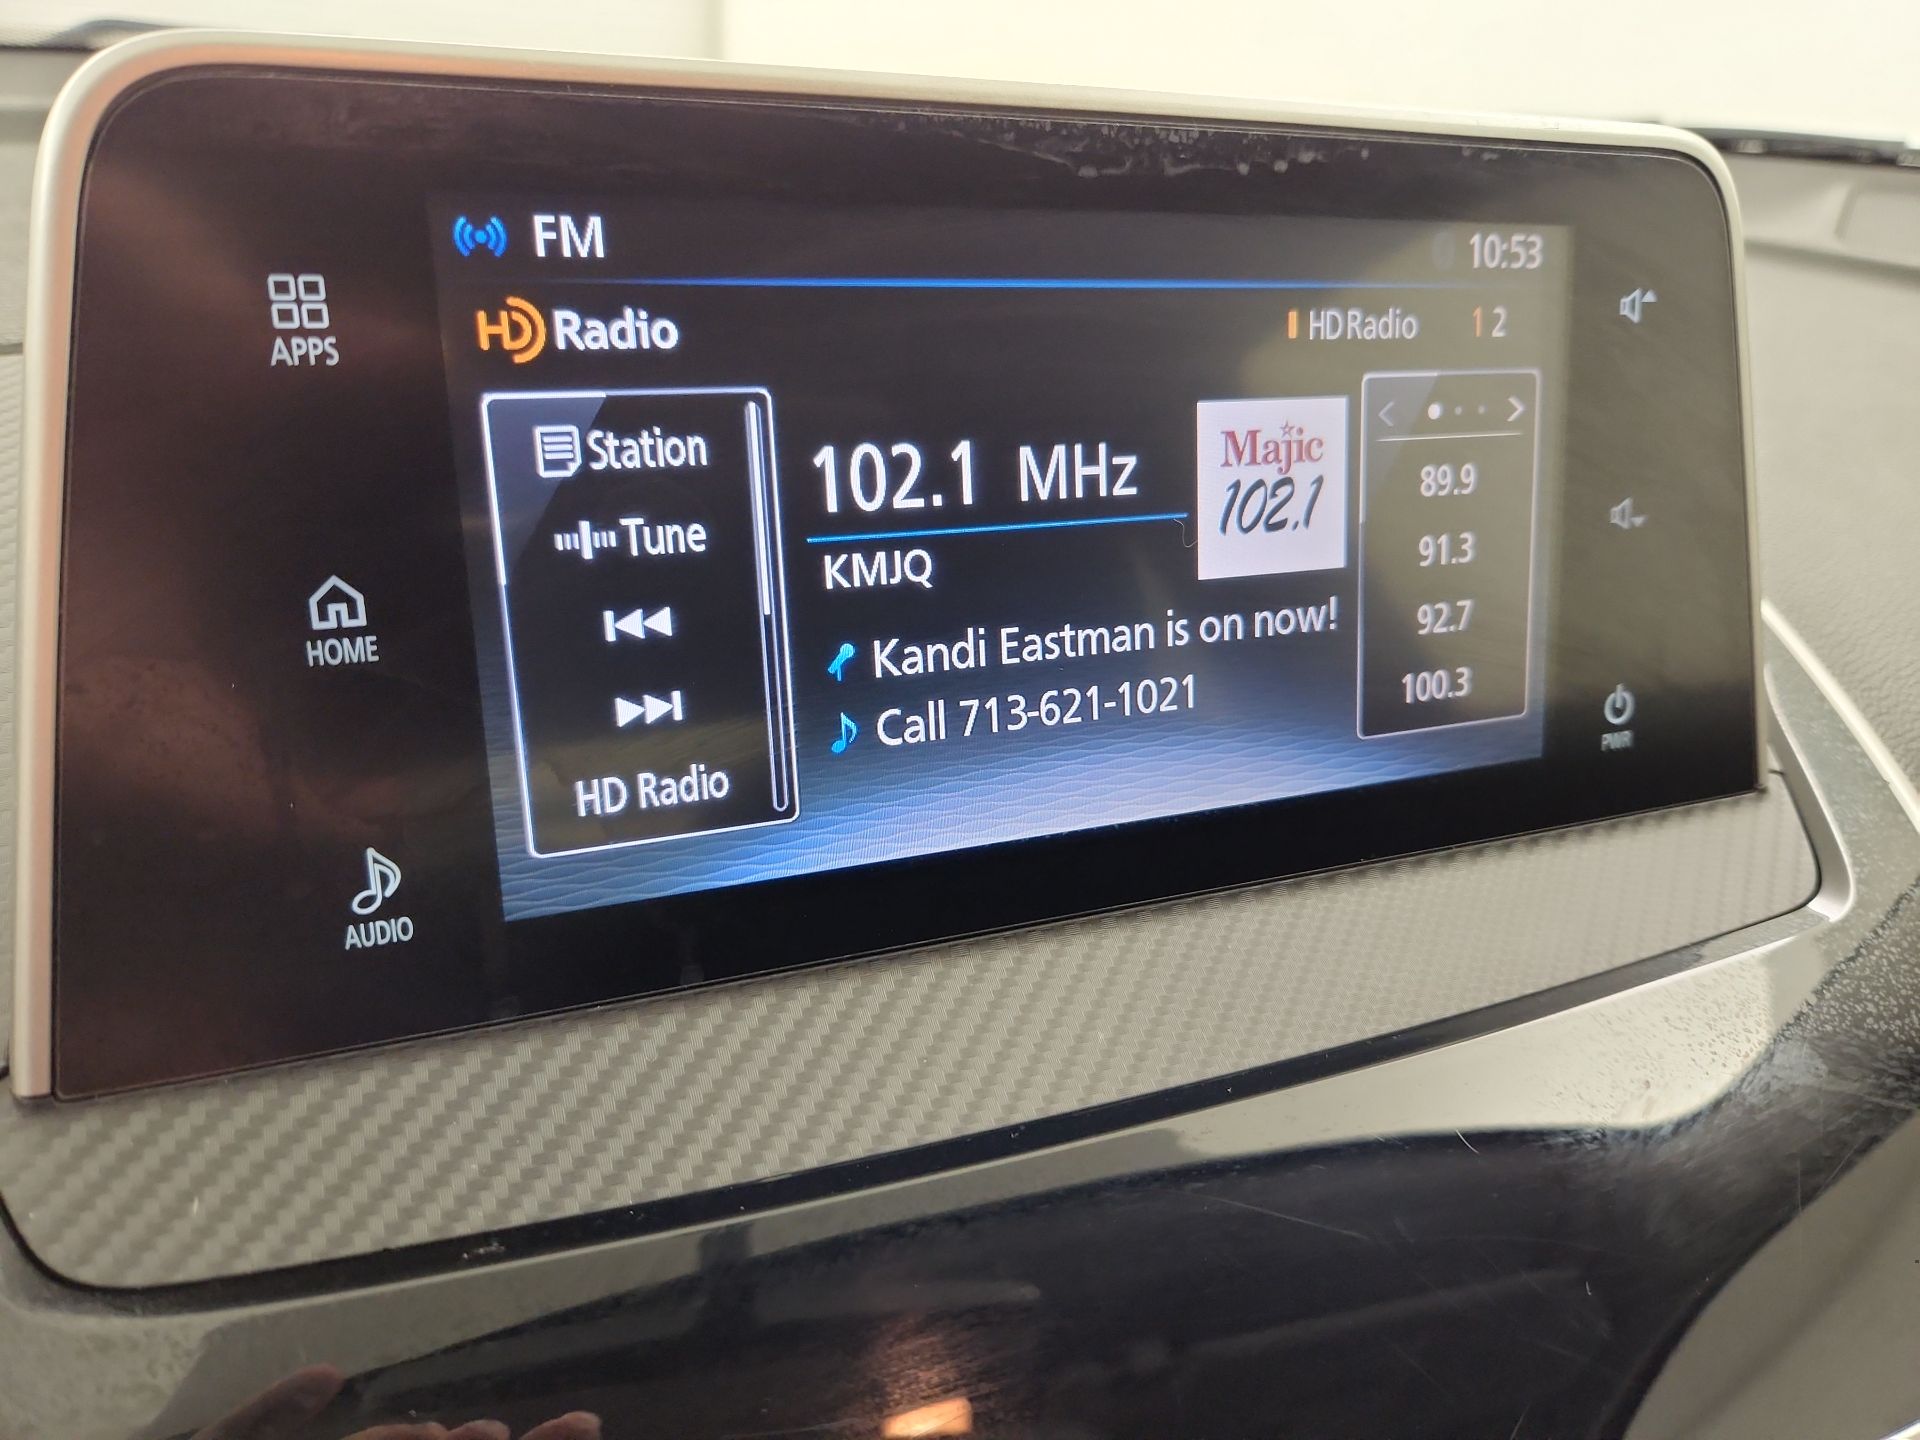 FM
10:53
APPS
HD Radio
HD Radio 1 2
Station
Tune
HD Radio
102.1 MHz
KMJQ
Kandi Eastman is on now!
Call 713-621-1021
Majic
102.1
89.9
91.3
92.7
100.3
HOME
AUDIO
PWR